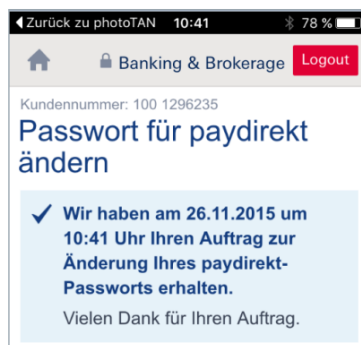 Zurück zu photoTAN 10:41 78 %
Banking & Brokerage Logout
Kundennummer: 100 1296235
Passwort für paydirekt
ändern
Wir haben am 26.11.2015 um
10:41 Uhr Ihren Auftrag zur
Änderung Ihres paydirekt-
Passworts erhalten.
Vielen Dank für Ihren Auftrag.